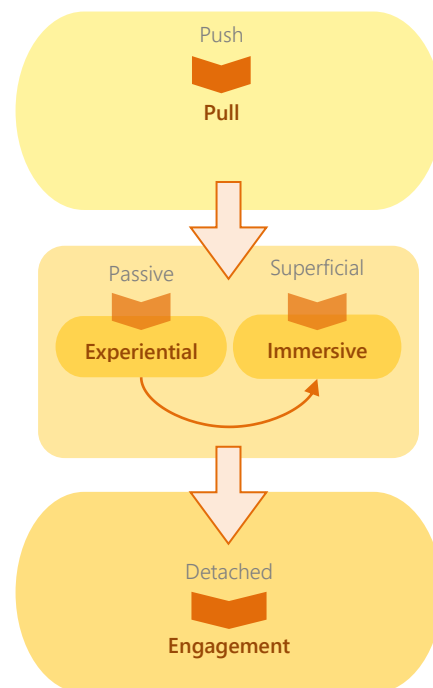 Push
Pull
Passive
Superficial
Experiential
Immersive
Detached
Engagement